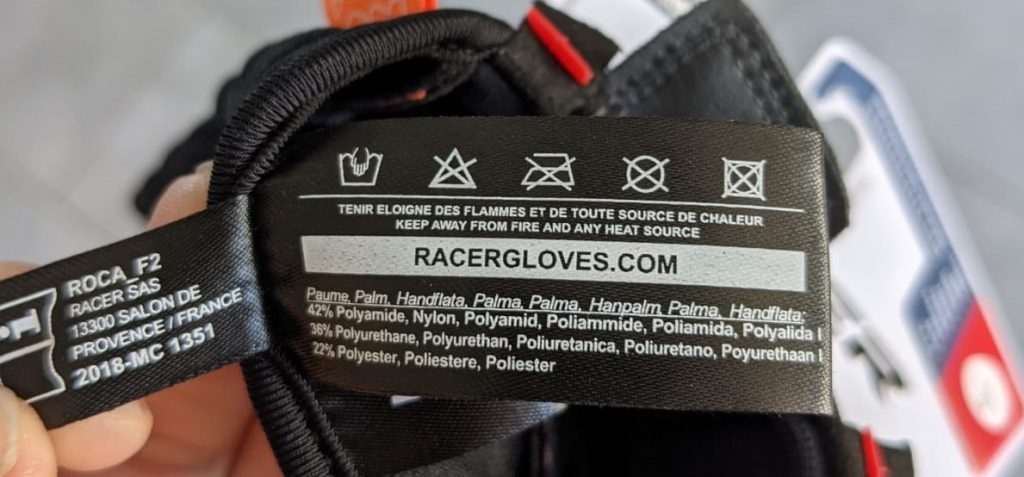 ROCA F2
RACER SAS
13300 SALON DE
PROVENCE / FRANCE
2018-MC 1351
TENIR ELOIGNE DES FLAMMES ET DE TOUTE SOURCE DE CHALEUR
KEEP AWAY FROM FIRE AND ANY HEAT SOURCE
RACERGLOVES.COM
Paume, Palm, Handflata, Palma, Palma, Hanpalm, Palma, Handflata:
42% Polyamide, Nylon, Polyamid, Poliammide, Poliamida, Polyalida
36% Polyurethane, Polyurethan, Poliuretanica, Poliuretano, Poyurethaan
22% Polyester, Poliestere, Poliester